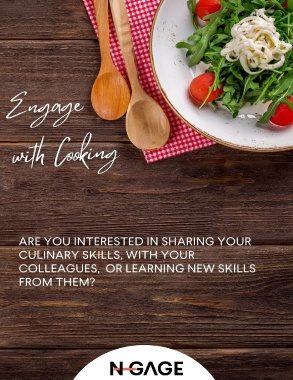 Engage
with Cooking
ARE YOU INTERESTED IN SHARING YOUR
CULINARY SKILLS, WITH YOUR
COLLEAGUES,  OR LEARNING NEW SKILLS
FROM THEM?
N-GAGE